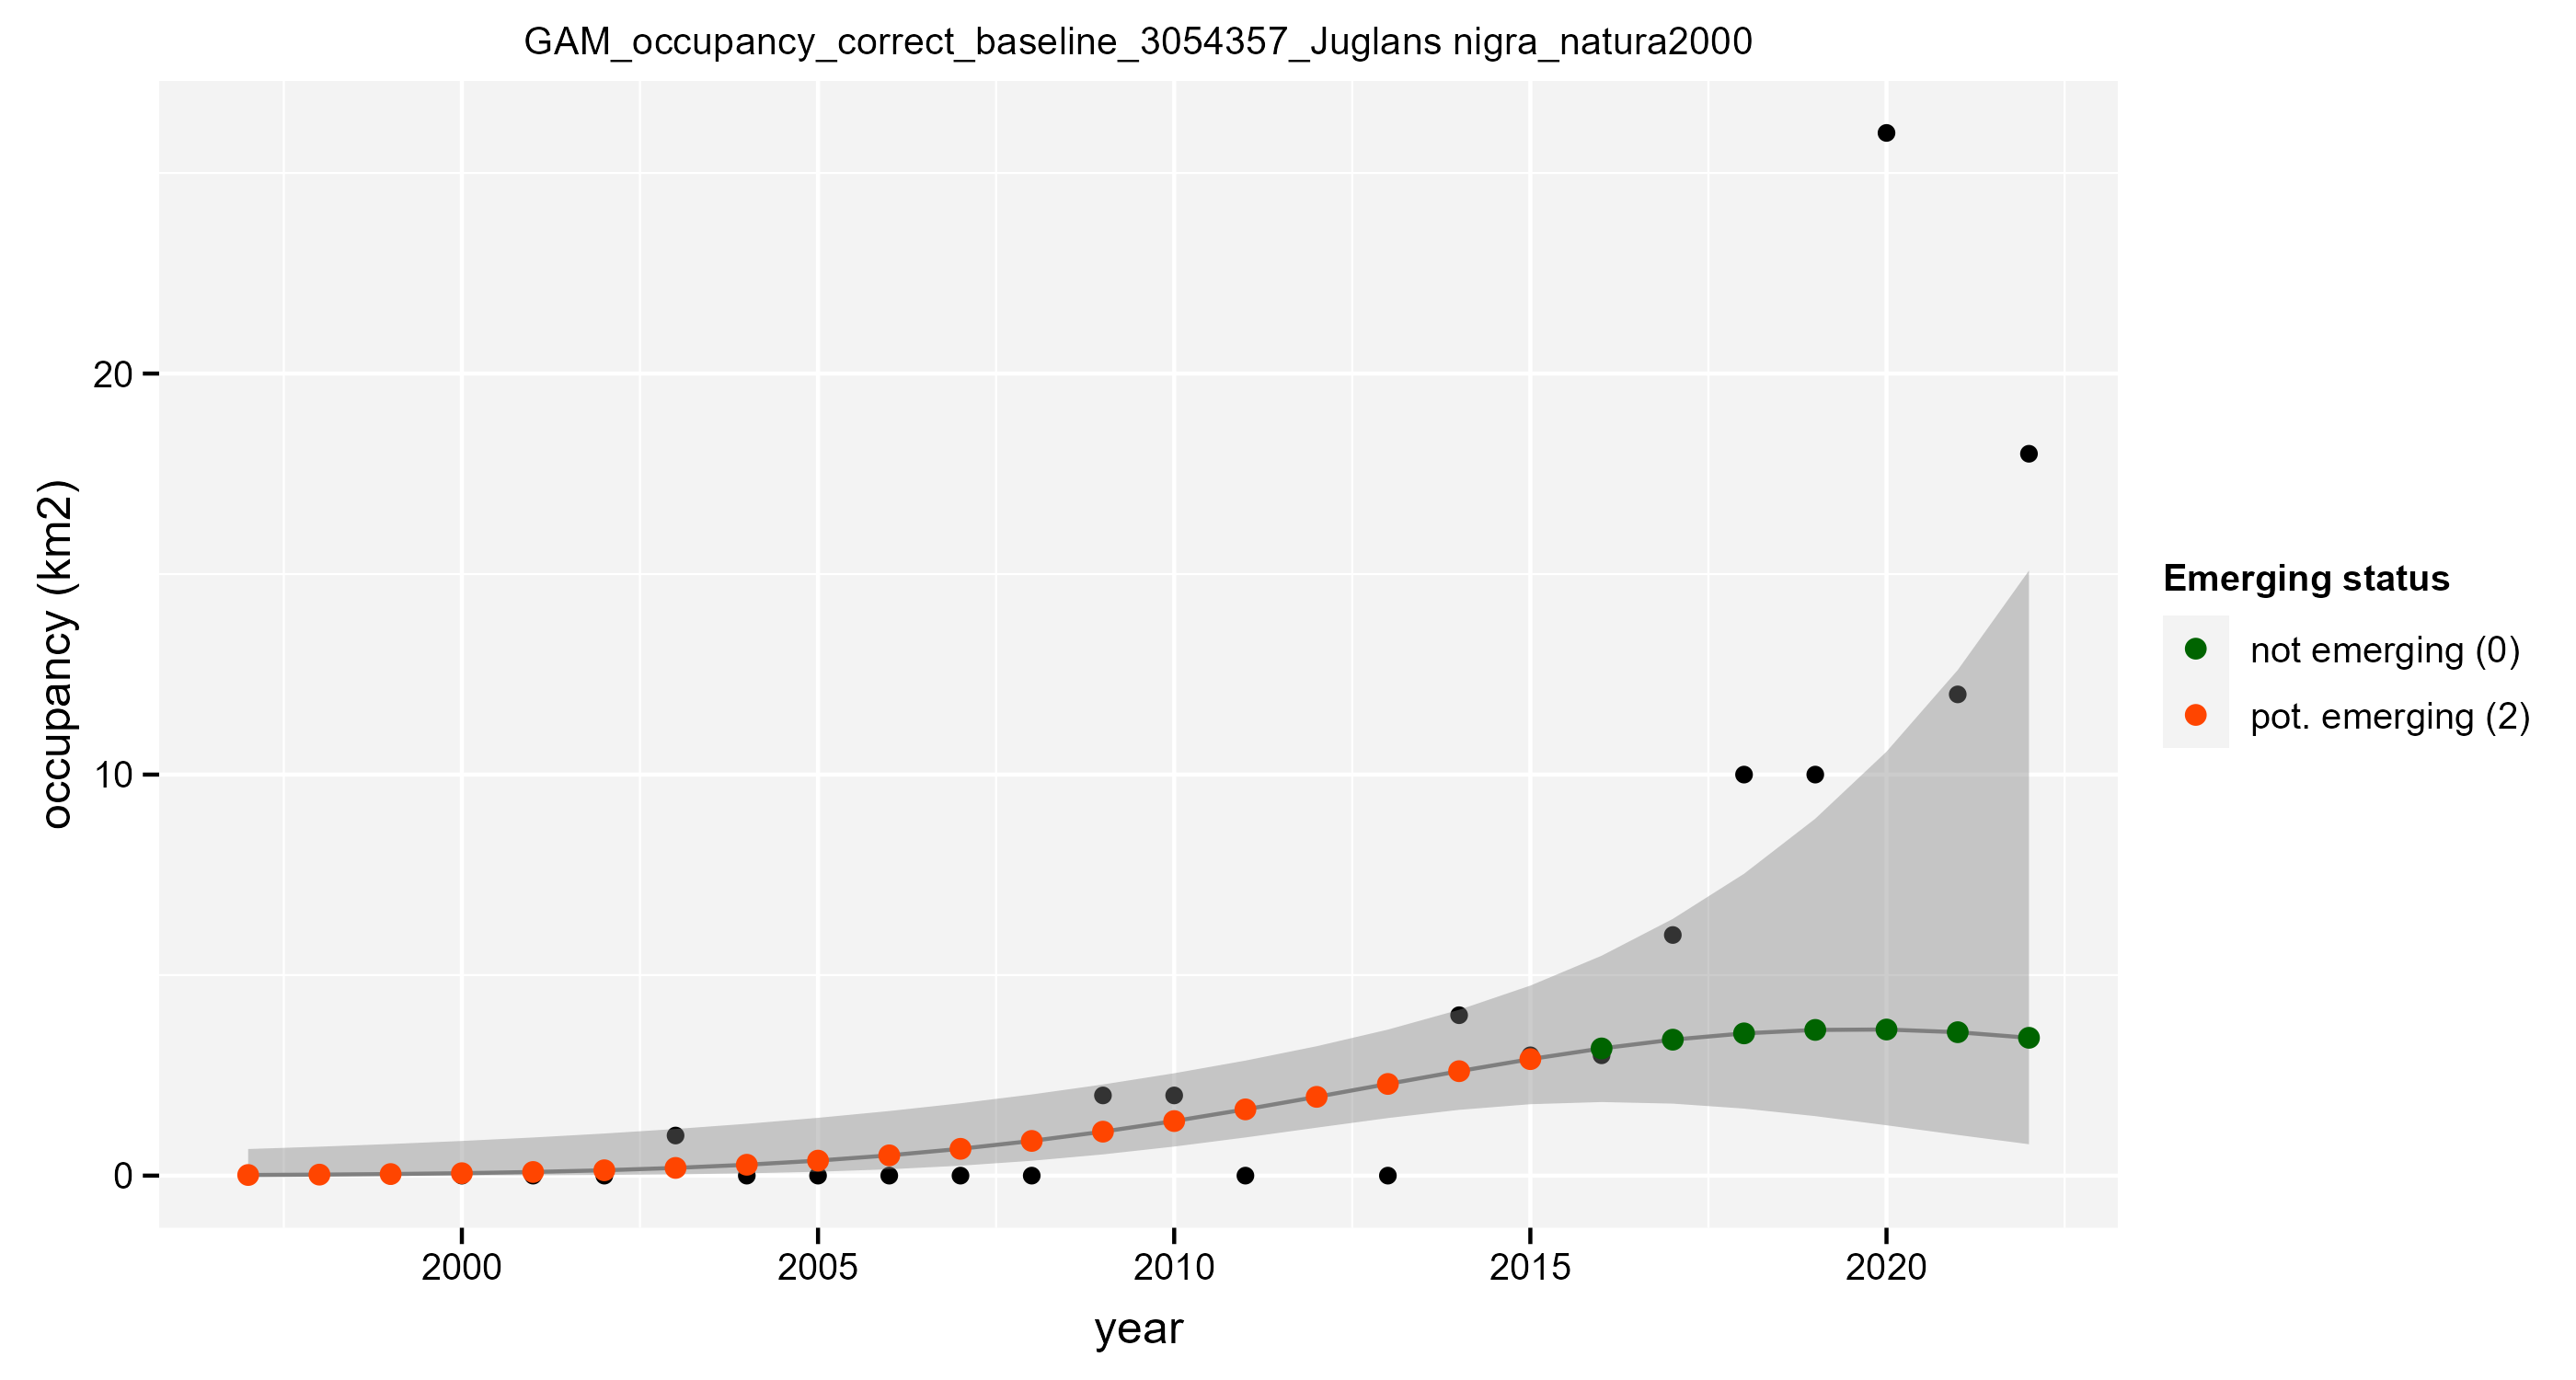 GAM_occupancy_correct_baseline_3054357_Juglans nigra_natura2000
occupancy (km2)
20
10
0
2000 2005 2010 2015 2020
year
Emerging status
not emerging (0)
pot. emerging (2)